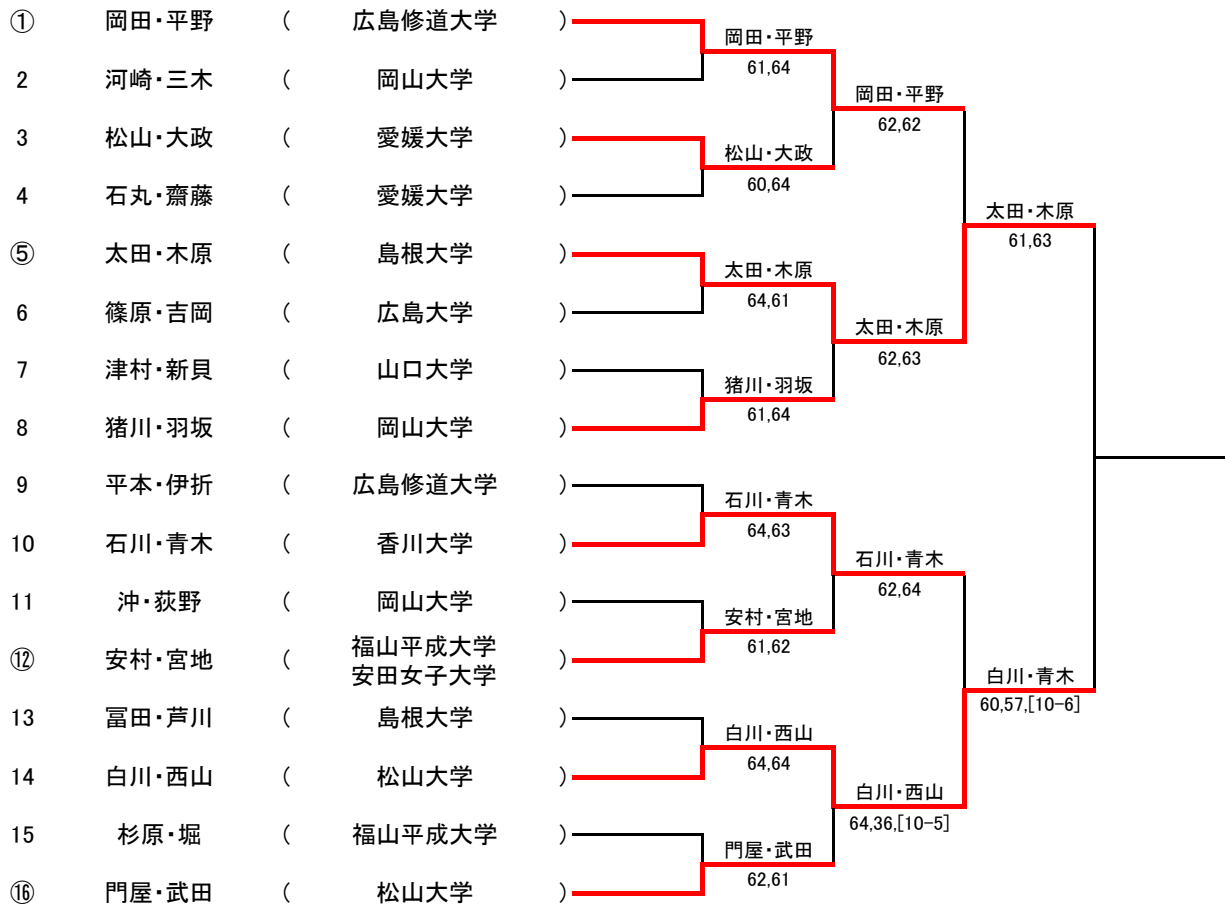 ① 岡田・平野 ( 広島修道大学 )
2 河崎・三木 ( 岡山大学 )
3 松山・大政 ( 愛媛大学 )
4 石丸・齋藤 ( 愛媛大学 )
⑤ 太田・木原 ( 島根大学 )
6 篠原・吉岡 ( 広島大学 )
7 津村・新貝 ( 山口大学 )
8 猪川・羽坂 ( 岡山大学 )
9 平本・伊折 ( 広島修道大学 )
10 石川・青木 ( 香川大学 )
11 沖・荻野 ( 岡山大学 )
⑫ 安村・宮地 ( 福山平成大学
安田女子大学 )
13 冨田・芦川 ( 島根大学 )
14 白川・西山 ( 松山大学 )
15 杉原・堀 ( 福山平成大学 )
⑯ 門屋・武田 ( 松山大学 )
岡田・平野
61,64
松山・大政
60,64
太田・木原
64,61
猪川・羽坂
61,64
石川・青木
64,63
安村・宮地
61,62
白川・西山
64,64
門屋・武田
62,61
岡田・平野
62,62
太田・木原
62,63
石川・青木
62,64
白川・西山
64,36,[10-5]
太田・木原
61,63
白川・青木
60,57,[10-6]